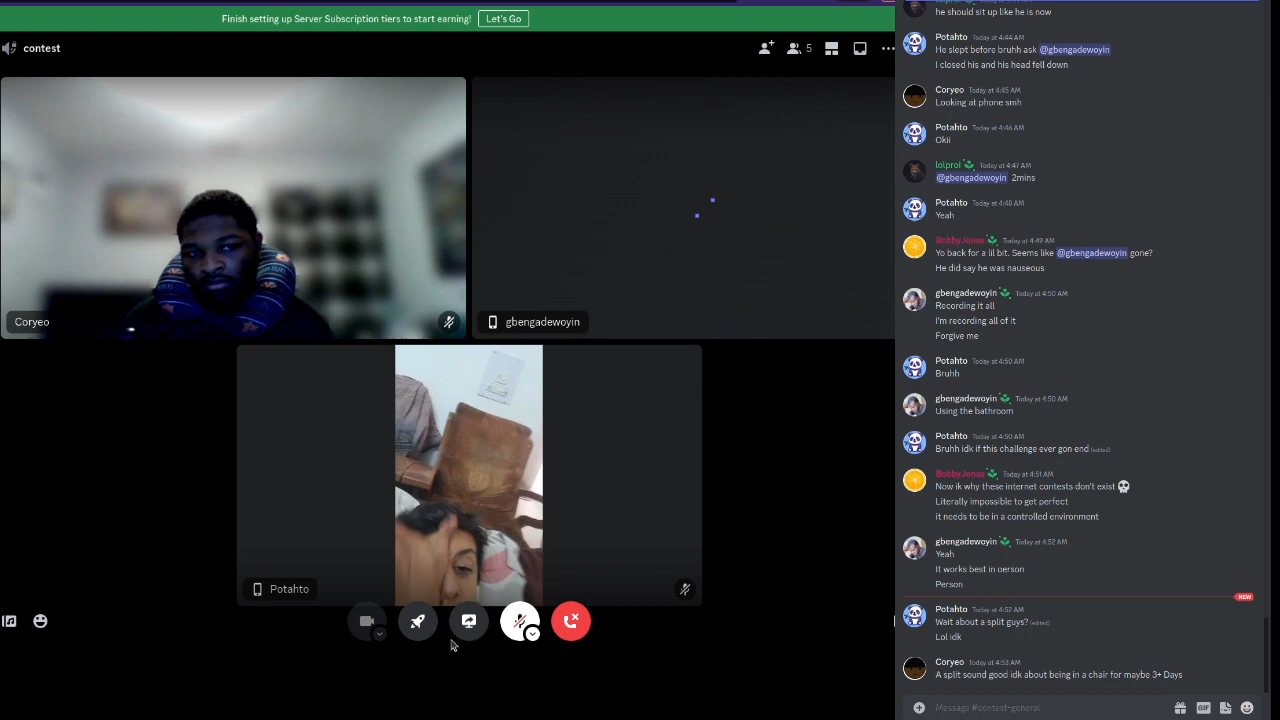 Finish setting up Server Subscription tiers to start earning!
Let's Go
contest
5
Coryeo
gbengadewoyin
Potahto
he should sit up like he is now
Potahto Today at 4:44 AM
He slept before bruhh ask @gbengadewoyin
I closed his and his head fell down
Coryeo Today at 4:45 AM
Looking at phone smh
Potahto Today at 4:46 AM
Okii
lolprol Today at 4:47 AM
@gbengadewoyin 2mins
Potahto Today at 4:48 AM
Yeah
BobbyJonas Today at 4:49 AM
Yo back for a lil bit. Seems like @gbengadewoyin gone?
He did say he was nauseous
gbengadewoyin Today at 4:50 AM
Recording it all
I'm recording all of it
Forgive me
Potahto Today at 4:50 AM
Bruhh
gbengadewoyin Today at 4:50 AM
Using the bathroom
Potahto Today at 4:50 AM
Bruhh idk if this challenge ever gon end (edited)
BobbyJonas Today at 4:51 AM
Now ik why these internet contests don't exist 💀
Literally impossible to get perfect
it needs to be in a controlled environment
gbengadewoyin Today at 4:52 AM
Yeah
It works best in oerson
Person
NEW
Potahto Today at 4:52 AM
Wait about a split guys? (edited)
Lol idk
Coryeo Today at 4:53 AM
A split sound good idk about being in a chair for maybe 3+ Days
Message #contest-general
GIF